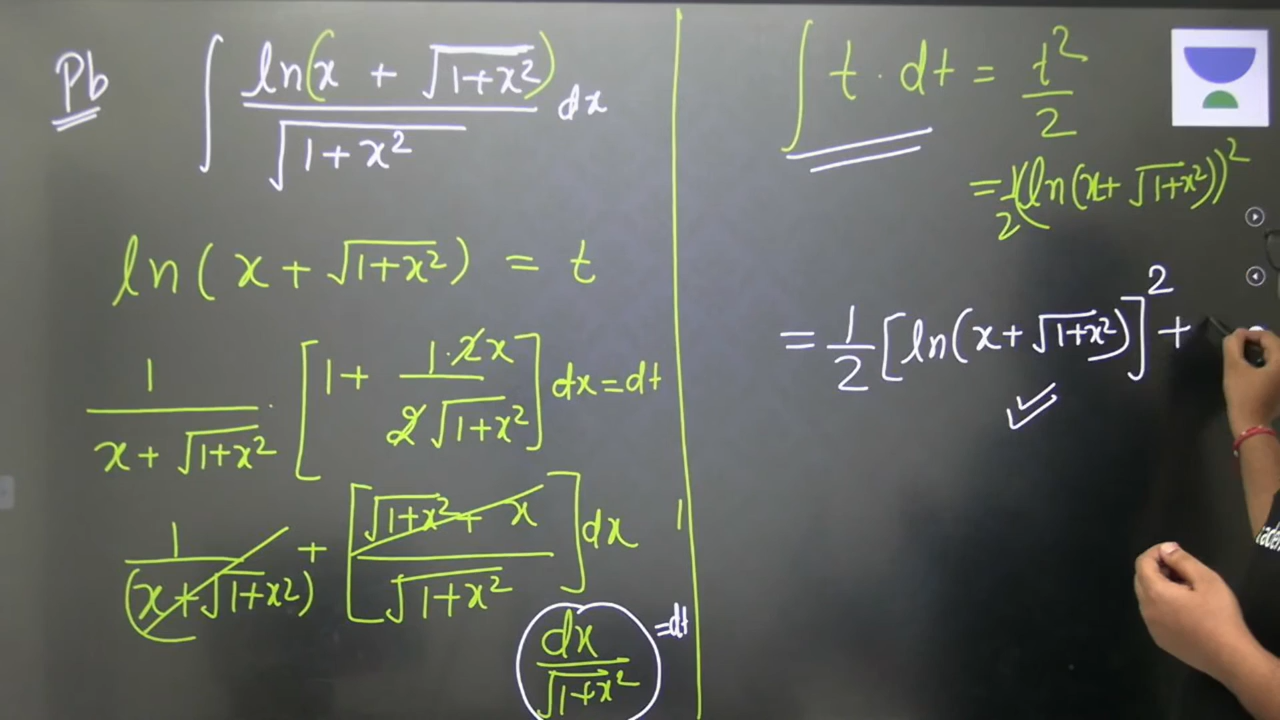 Pb ∫ ln(x + √1+x²) / √1+x² dx
ln(x + √1+x²) = t
1 / x + √1+x² · [1 + 1·2x / 2√1+x²] dx = dt
1 / (x + √1+x²) + [√1+x² + x / √1+x²] dx
dx / √1+x² = dt
∫ t · dt = t² / 2
= 1/2 (ln(x + √1+x²))²
= 1/2 [ln(x + √1+x²)]² +